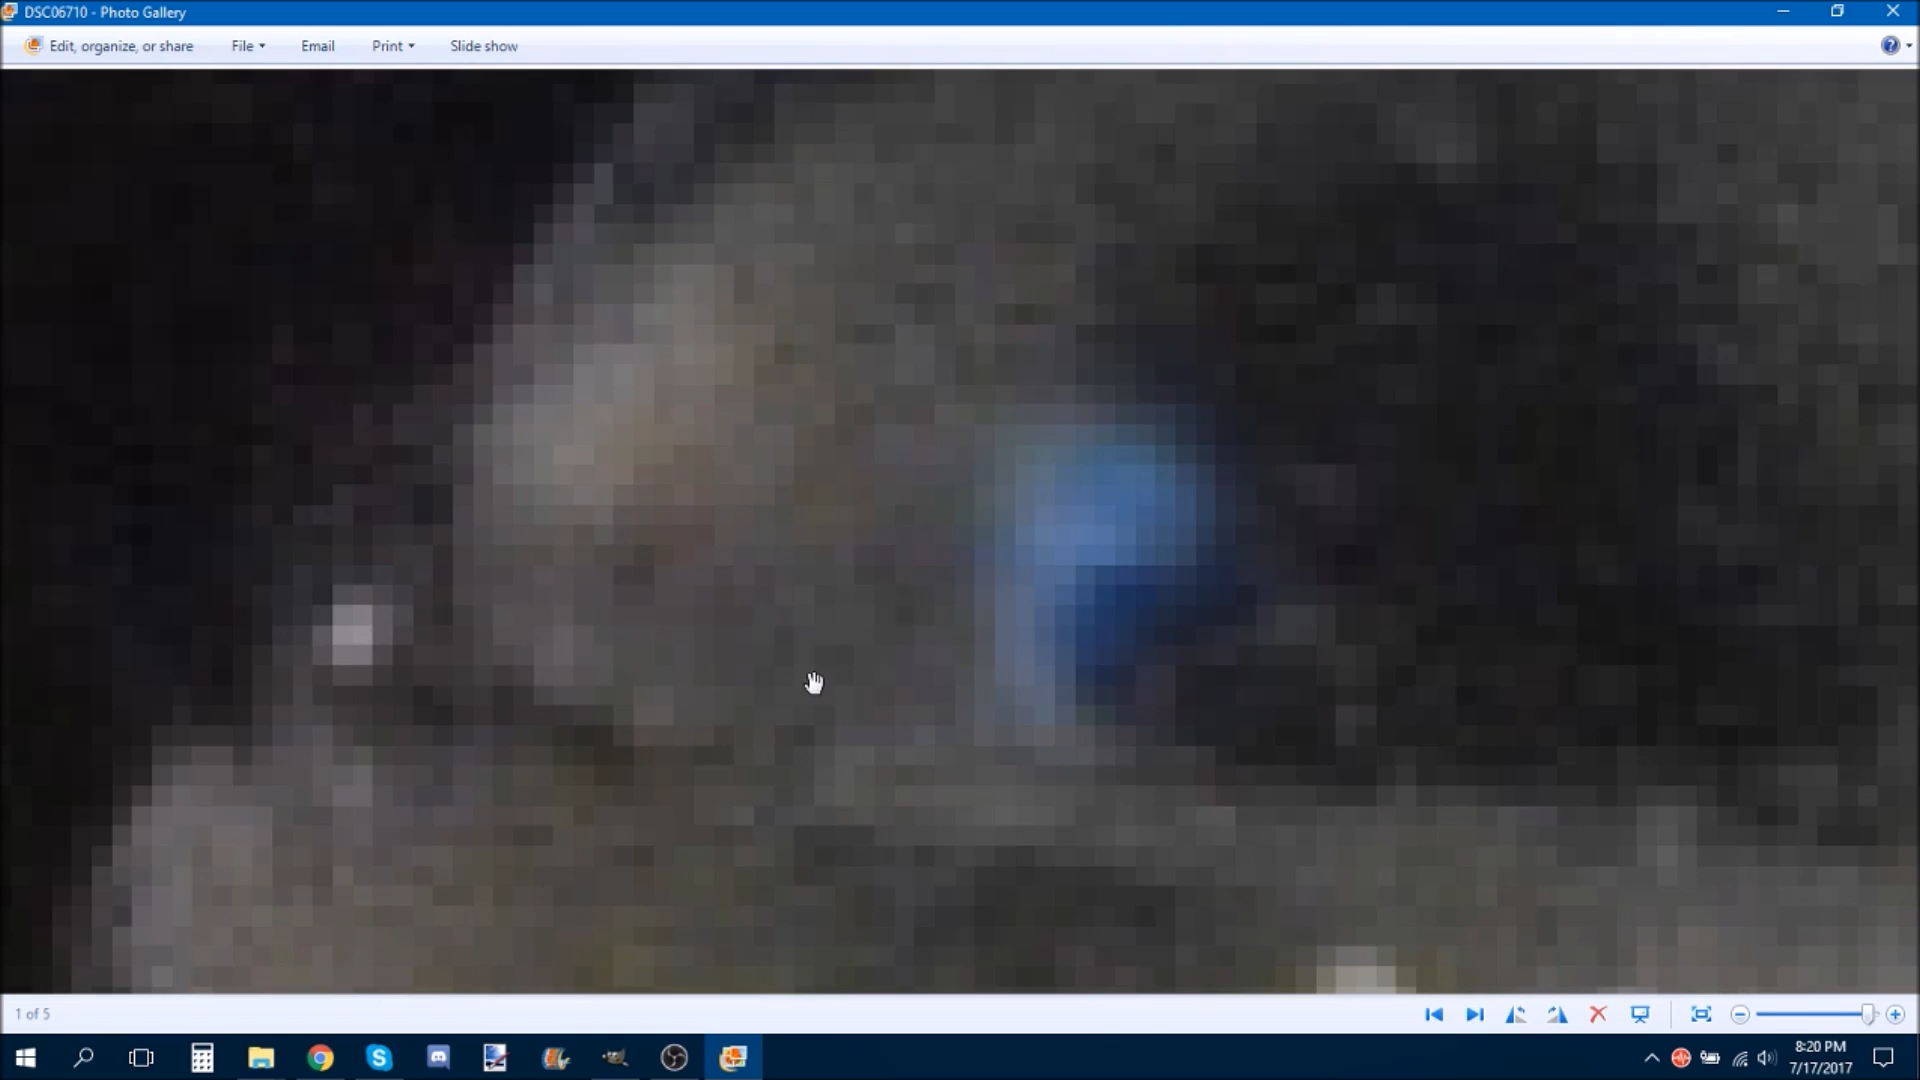 DSC06710 - Photo Gallery
Edit, organize, or share File Email Print Slide show
1 of 5
8:20 PM
7/17/2017